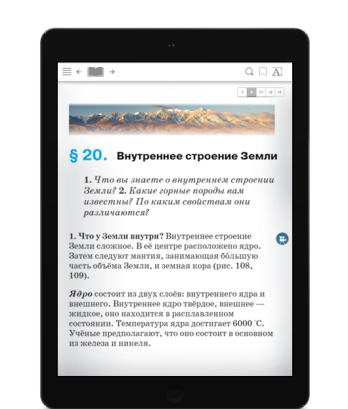 § 20. Внутреннее строение Земли
1. Что вы знаете о внутреннем строении
Земли? 2. Какие горные породы вам
известны? По каким свойствам они
различаются?
1. Что у Земли внутри? Внутреннее строение
Земли сложное. В её центре расположено ядро.
Затем следуют мантия, занимающая бо́льшую
часть объёма Земли, и земная кора (рис. 108,
109).
Ядро состоит из двух слоёв: внутреннего ядра и
внешнего. Внутреннее ядро твёрдое, внешнее —
жидкое, оно находится в расплавленном
состоянии. Температура ядра достигает 6000 °С.
Учёные предполагают, что оно состоит в основном
из железа и никеля.